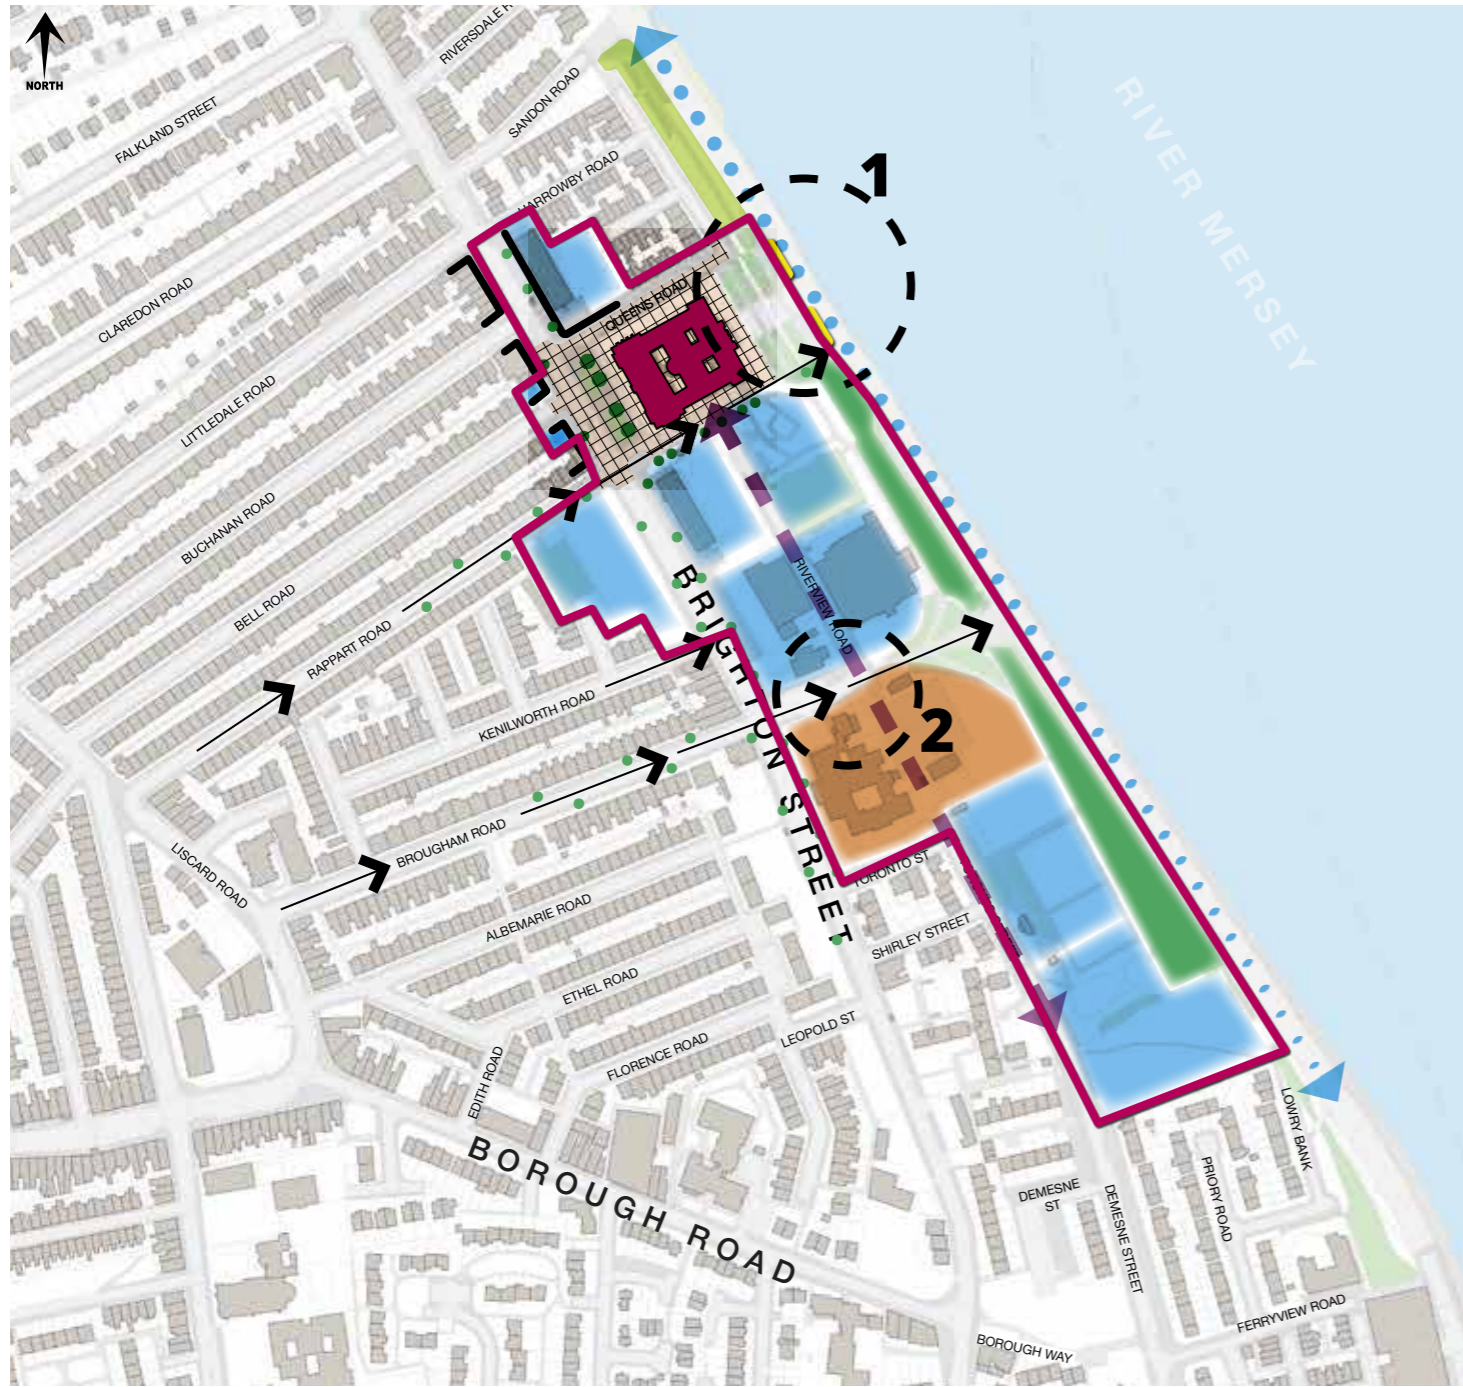 NORTH
RIVERSDALE R
SANDON ROAD
FALKLAND STREET
HARROWBY ROAD
1
RIVER MERSEY
CLAREDON ROAD
QUEENS ROAD
LITTLEDALE ROAD
BUCHANAN ROAD
BELL ROAD
RAPPART ROAD
RIVERVIEW ROAD
BRIGHTON STREET
KENILWORTH ROAD
2
BROUGHAM ROAD
LISCARD ROAD
TORONTO ST
ALBEMARIE ROAD
SHIRLEY STREET
ETHEL ROAD
LEOPOLD ST
FLORENCE ROAD
EDITH ROAD
BOROUGH ROAD
LOWRY BANK
PRIORY ROAD
DEMESNE
ST
DEMESNE STREET
FERRYVIEW ROAD
BOROUGH WAY